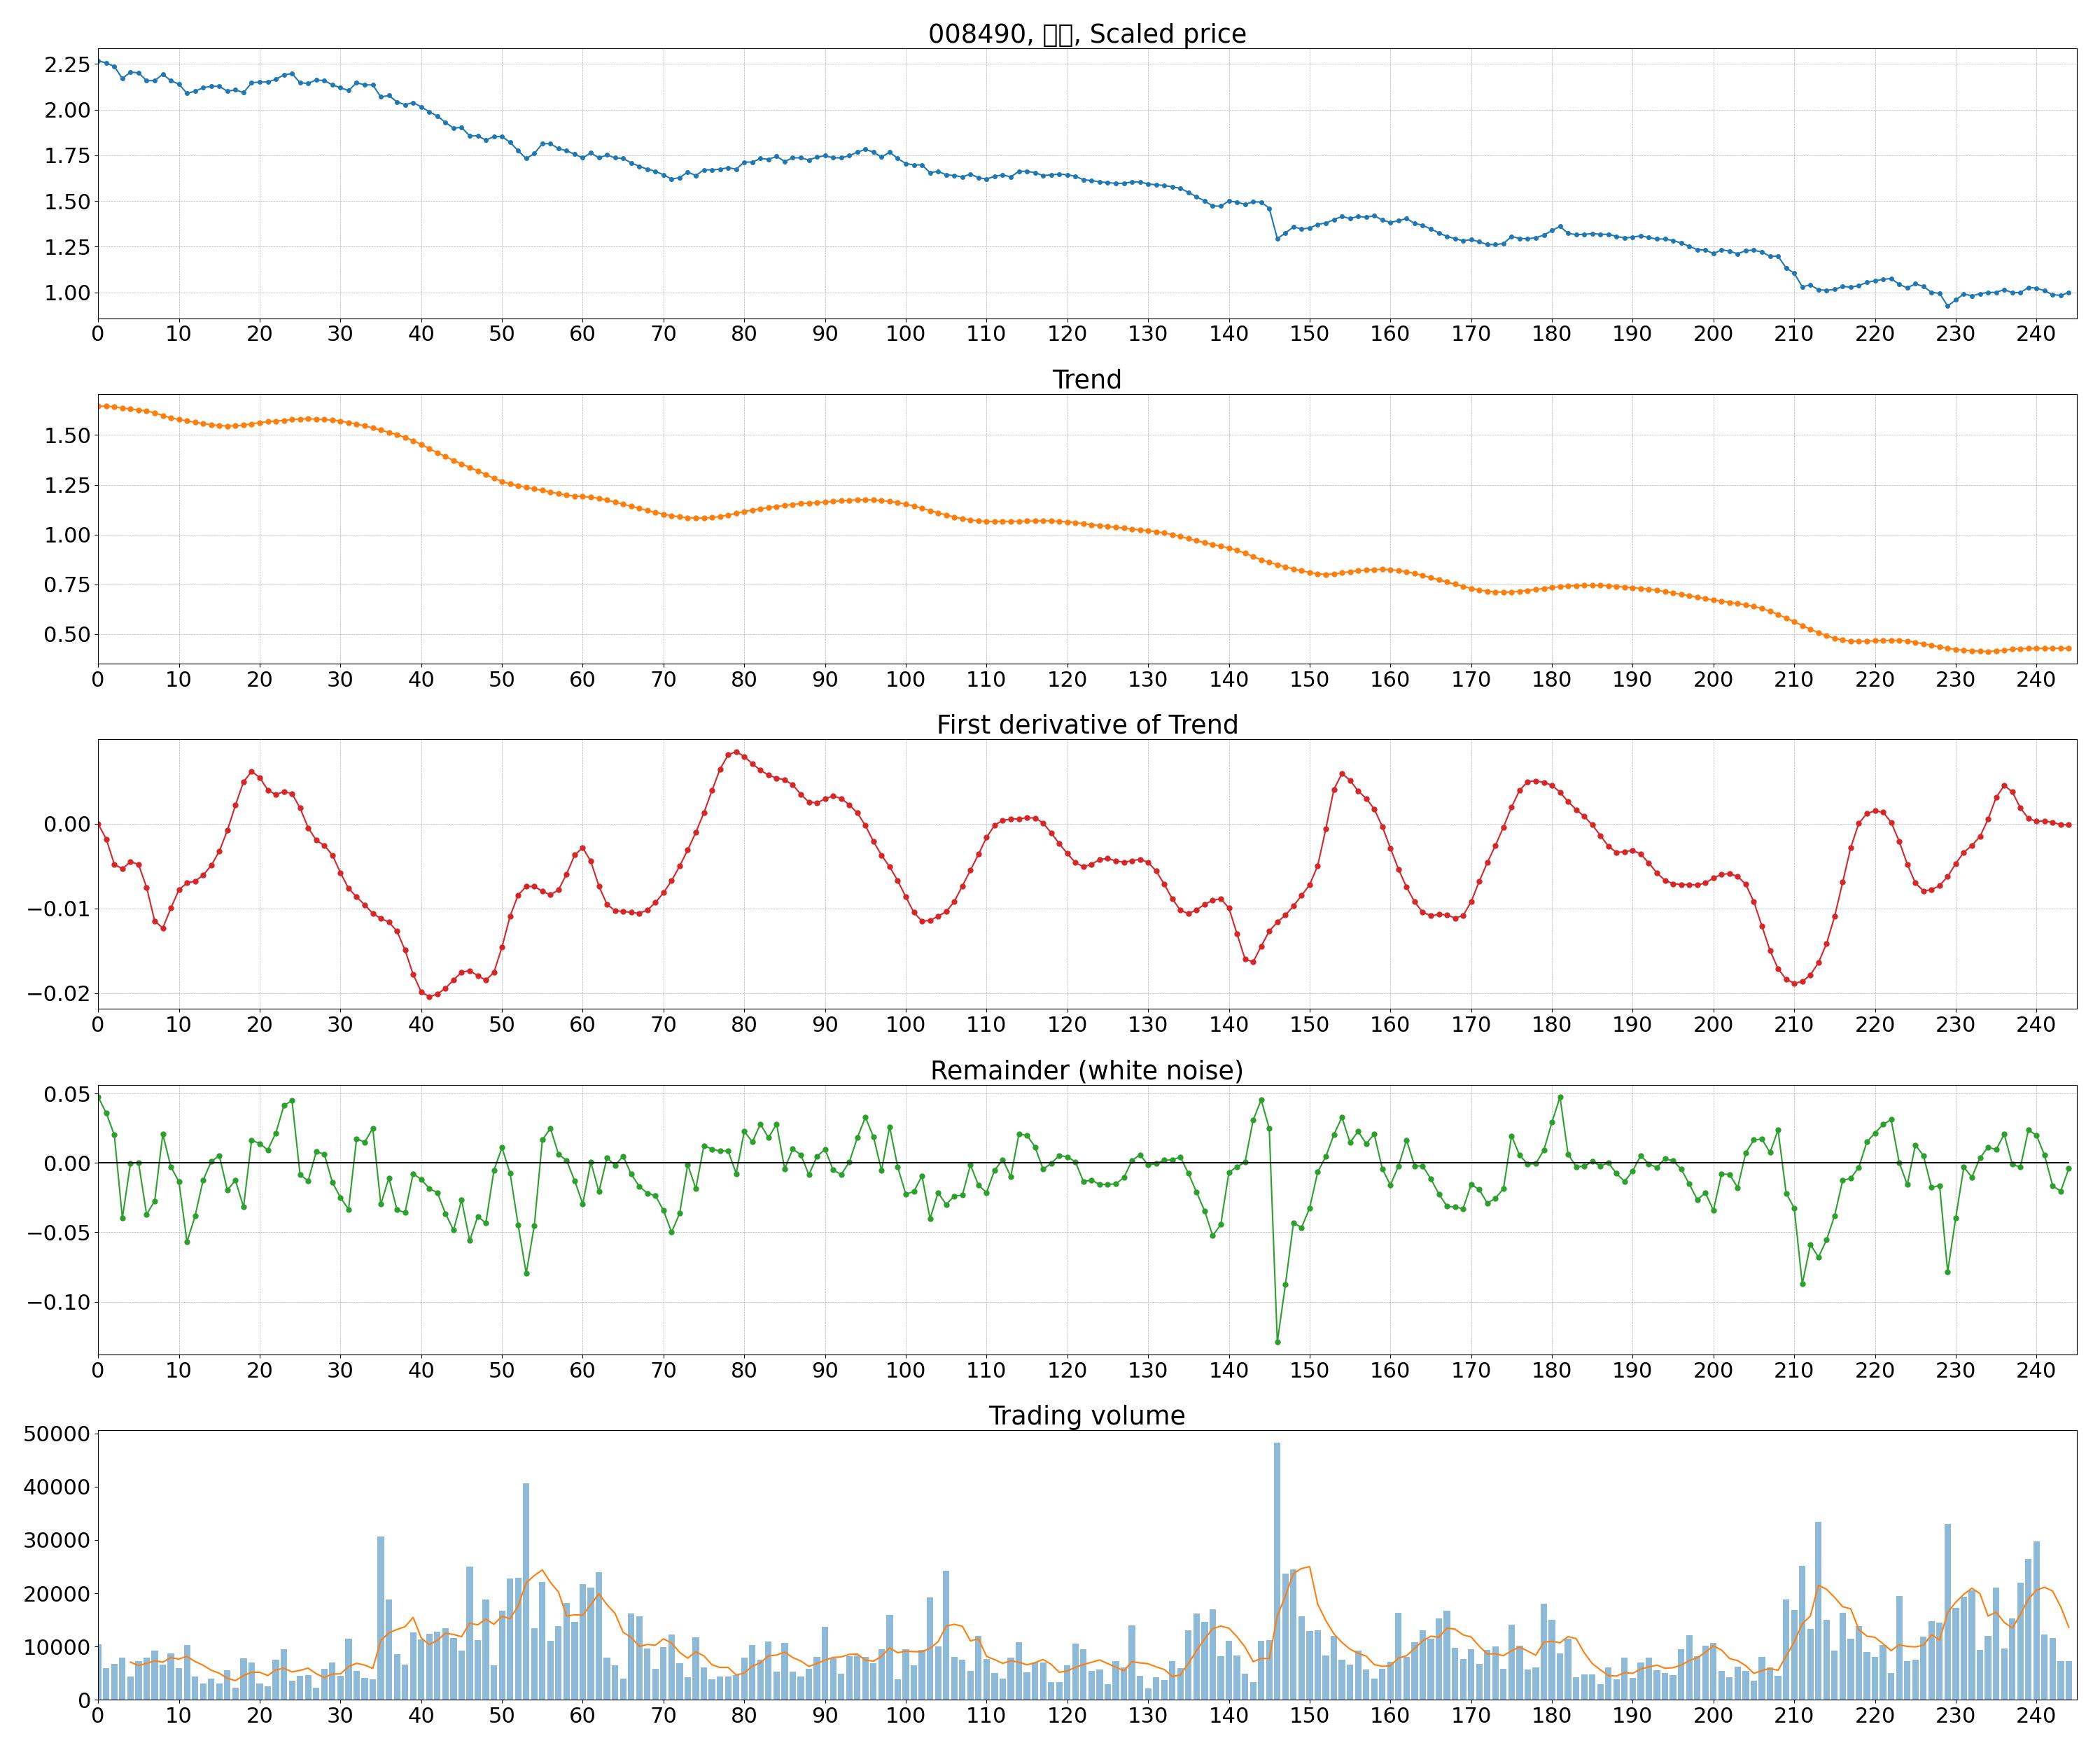 008490, , Scaled price
2.25
2.00
1.75
1.50
1.25
1.00
0 10 20 30 40 50 60 70 80 90 100 110 120 130 140 150 160 170 180 190 200 210 220 230 240
Trend
1.50
1.25
1.00
0.75
0.50
0 10 20 30 40 50 60 70 80 90 100 110 120 130 140 150 160 170 180 190 200 210 220 230 240
First derivative of Trend
0.00
−0.01
−0.02
0 10 20 30 40 50 60 70 80 90 100 110 120 130 140 150 160 170 180 190 200 210 220 230 240
Remainder (white noise)
0.05
0.00
−0.05
−0.10
0 10 20 30 40 50 60 70 80 90 100 110 120 130 140 150 160 170 180 190 200 210 220 230 240
Trading volume
50000
40000
30000
20000
10000
0
0 10 20 30 40 50 60 70 80 90 100 110 120 130 140 150 160 170 180 190 200 210 220 230 240